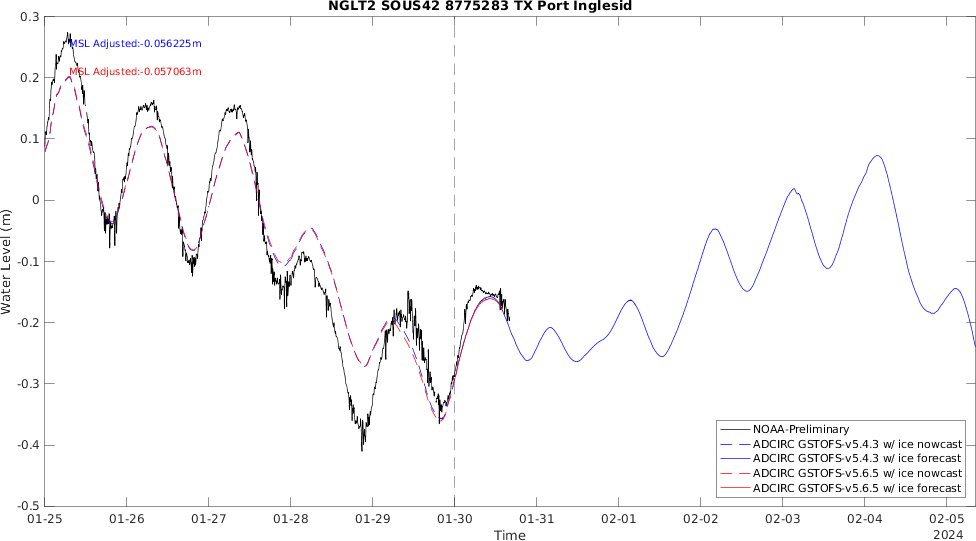 NGLT2 SOUS42 8775283 TX Port Inglesid
MSL Adjusted:-0.056225m
MSL Adjusted:-0.057063m
Water Level (m)
0.3
0.2
0.1
0
-0.1
-0.2
-0.3
-0.4
-0.5
NOAA-Preliminary
ADCIRC GSTOFS-v5.4.3 w/ ice nowcast
ADCIRC GSTOFS-v5.4.3 w/ ice forecast
ADCIRC GSTOFS-v5.6.5 w/ ice nowcast
ADCIRC GSTOFS-v5.6.5 w/ ice forecast
01-25 01-26 01-27 01-28 01-29 01-30 01-31 02-01 02-02 02-03 02-04 02-05
Time
2024